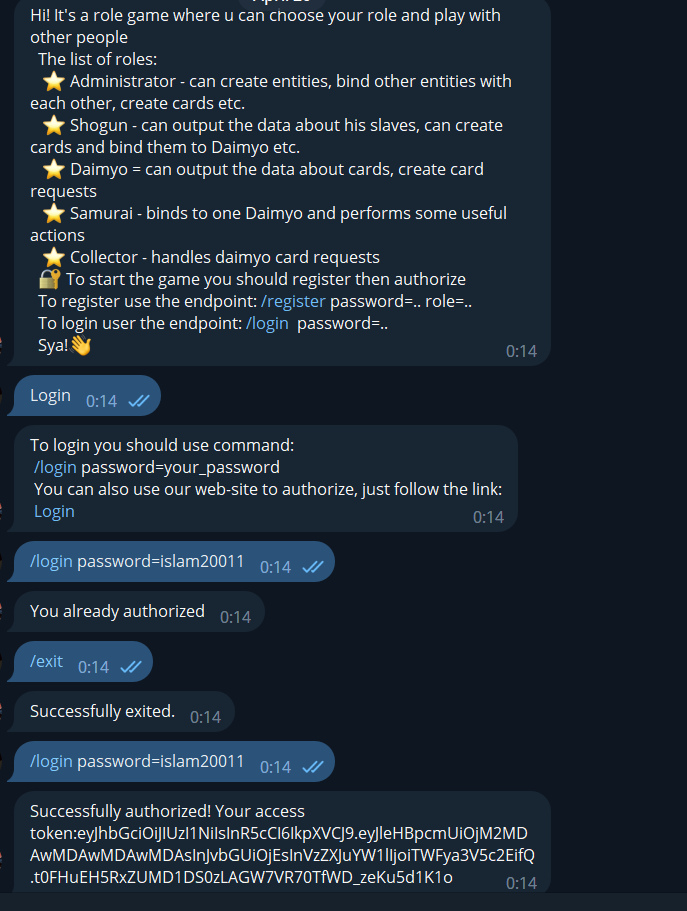 Hi! It's a role game where u can choose your role and play with
other people
The list of roles:
⭐ Administrator - can create entities, bind other entities with
each other, create cards etc.
⭐ Shogun - can output the data about his slaves, can create
cards and bind them to Daimyo etc.
⭐ Daimyo = can output the data about cards, create card
requests
⭐ Samurai - binds to one Daimyo and performs some useful
actions
⭐ Collector - handles daimyo card requests
🔐 To start the game you should register then authorize
To register use the endpoint: /register password=.. role=..
To login user the endpoint: /login password=..
Sya!👋 0:14
Login 0:14
To login you should use command:
/login password=your_password
You can also use our web-site to authorize, just follow the link:
Login 0:14
/login password=islam20011 0:14
You already authorized 0:14
/exit 0:14
Successfully exited. 0:14
/login password=islam20011 0:14
Successfully authorized! Your access
token:eyJhbGciOiJIUzI1NiIsInR5cCI6IkpXVCJ9.eyJleHBpcmUiOjM2MD
AwMDAwMDAwMDAsInJvbGUiOjEsInVzZXJuYW1lIjoiTWFya3V5c2EifQ
.t0FHuEH5RxZUMD1DS0zLAGW7VR70TfWD_zeKu5d1K1o 0:14